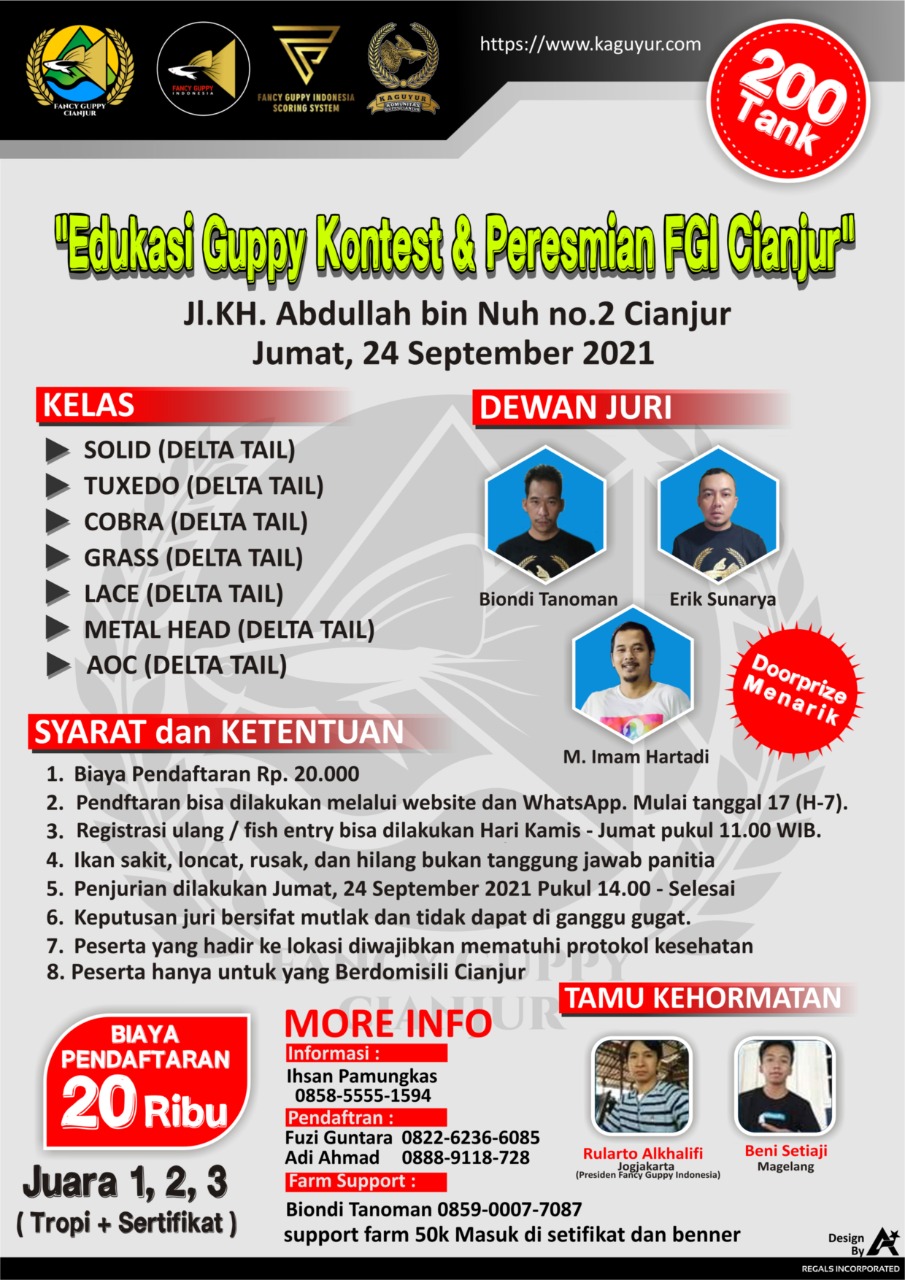 FANCY GUPPY
CIANJUR
FANCY GUPPY
INDONESIA
FANCY GUPPY INDONESIA
SCORING SYSTEM
KAGUYUR
KOMUNITAS
https://www.kaguyur.com
200
Tank
"Edukasi Guppy Kontest & Peresmian FGI Cianjur"
Jl.KH. Abdullah bin Nuh no.2 Cianjur
Jumat, 24 September 2021
KELAS
SOLID (DELTA TAIL)
TUXEDO (DELTA TAIL)
COBRA (DELTA TAIL)
GRASS (DELTA TAIL)
LACE (DELTA TAIL)
METAL HEAD (DELTA TAIL)
AOC (DELTA TAIL)
DEWAN JURI
Biondi Tanoman
Erik Sunarya
M. Imam Hartadi
Doorprize
Menarik
SYARAT dan KETENTUAN
1. Biaya Pendaftaran Rp. 20.000
2. Pendftaran bisa dilakukan melalui website dan WhatsApp. Mulai tanggal 17 (H-7).
3. Registrasi ulang / fish entry bisa dilakukan Hari Kamis - Jumat pukul 11.00 WIB.
4. Ikan sakit, loncat, rusak, dan hilang bukan tanggung jawab panitia
5. Penjurian dilakukan Jumat, 24 September 2021 Pukul 14.00 - Selesai
6. Keputusan juri bersifat mutlak dan tidak dapat di ganggu gugat.
7. Peserta yang hadir ke lokasi diwajibkan mematuhi protokol kesehatan
8. Peserta hanya untuk yang Berdomisili Cianjur
FANCY GUPPY
CIANJUR
BIAYA
PENDAFTARAN
20 Ribu
Juara 1, 2, 3
( Tropi + Sertifikat )
MORE INFO
Informasi :
Ihsan Pamungkas
0858-5555-1594
Pendaftran :
Fuzi Guntara 0822-6236-6085
Adi Ahmad 0888-9118-728
Farm Support :
Biondi Tanoman 0859-0007-7087
support farm 50k Masuk di setifikat dan benner
TAMU KEHORMATAN
Rularto Alkhalifi
Jogjakarta
(Presiden Fancy Guppy Indonesia)
Beni Setiaji
Magelang
Design
By
REGALS INCORPORATED